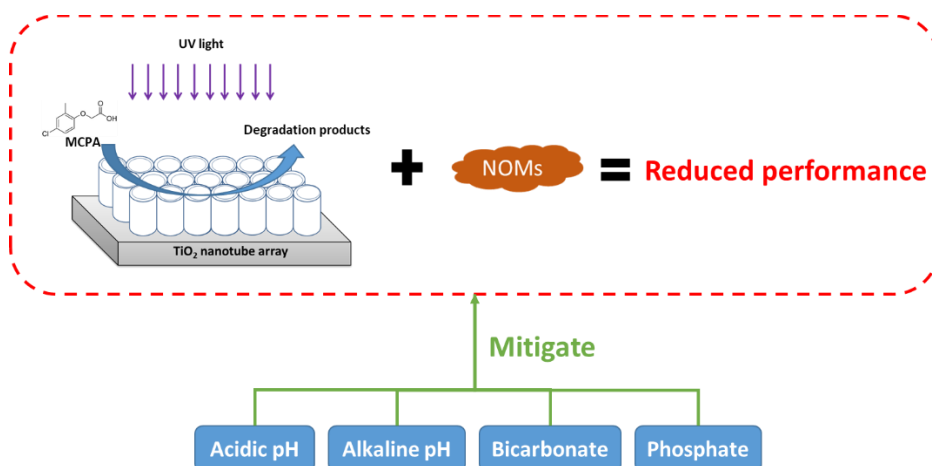 UV light
O
OH
O
Cl
MCPA
Degradation products
TiO₂ nanotube array
+
NOMs
=
Reduced performance
Mitigate
Acidic pH
Alkaline pH
Bicarbonate
Phosphate